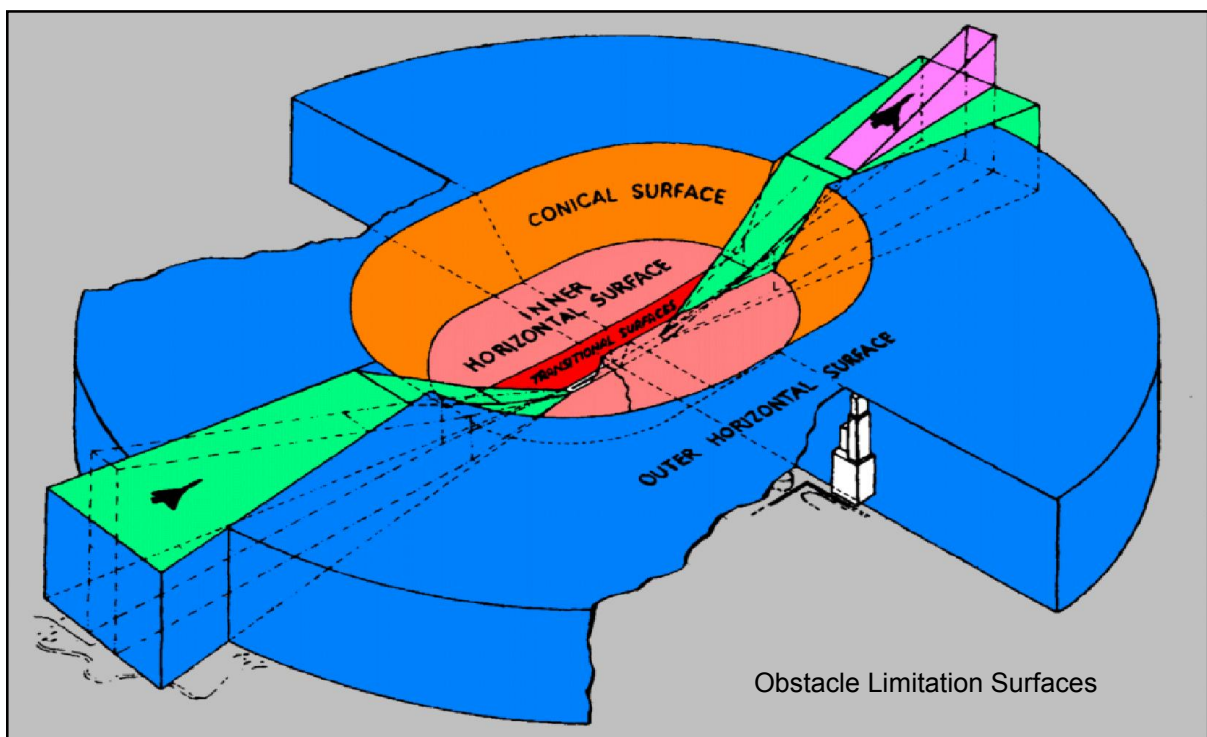 CONICAL SURFACE
INNER
HORIZONTAL SURFACE
TRANSITIONAL SURFACES
OUTER HORIZONTAL SURFACE
Obstacle Limitation Surfaces